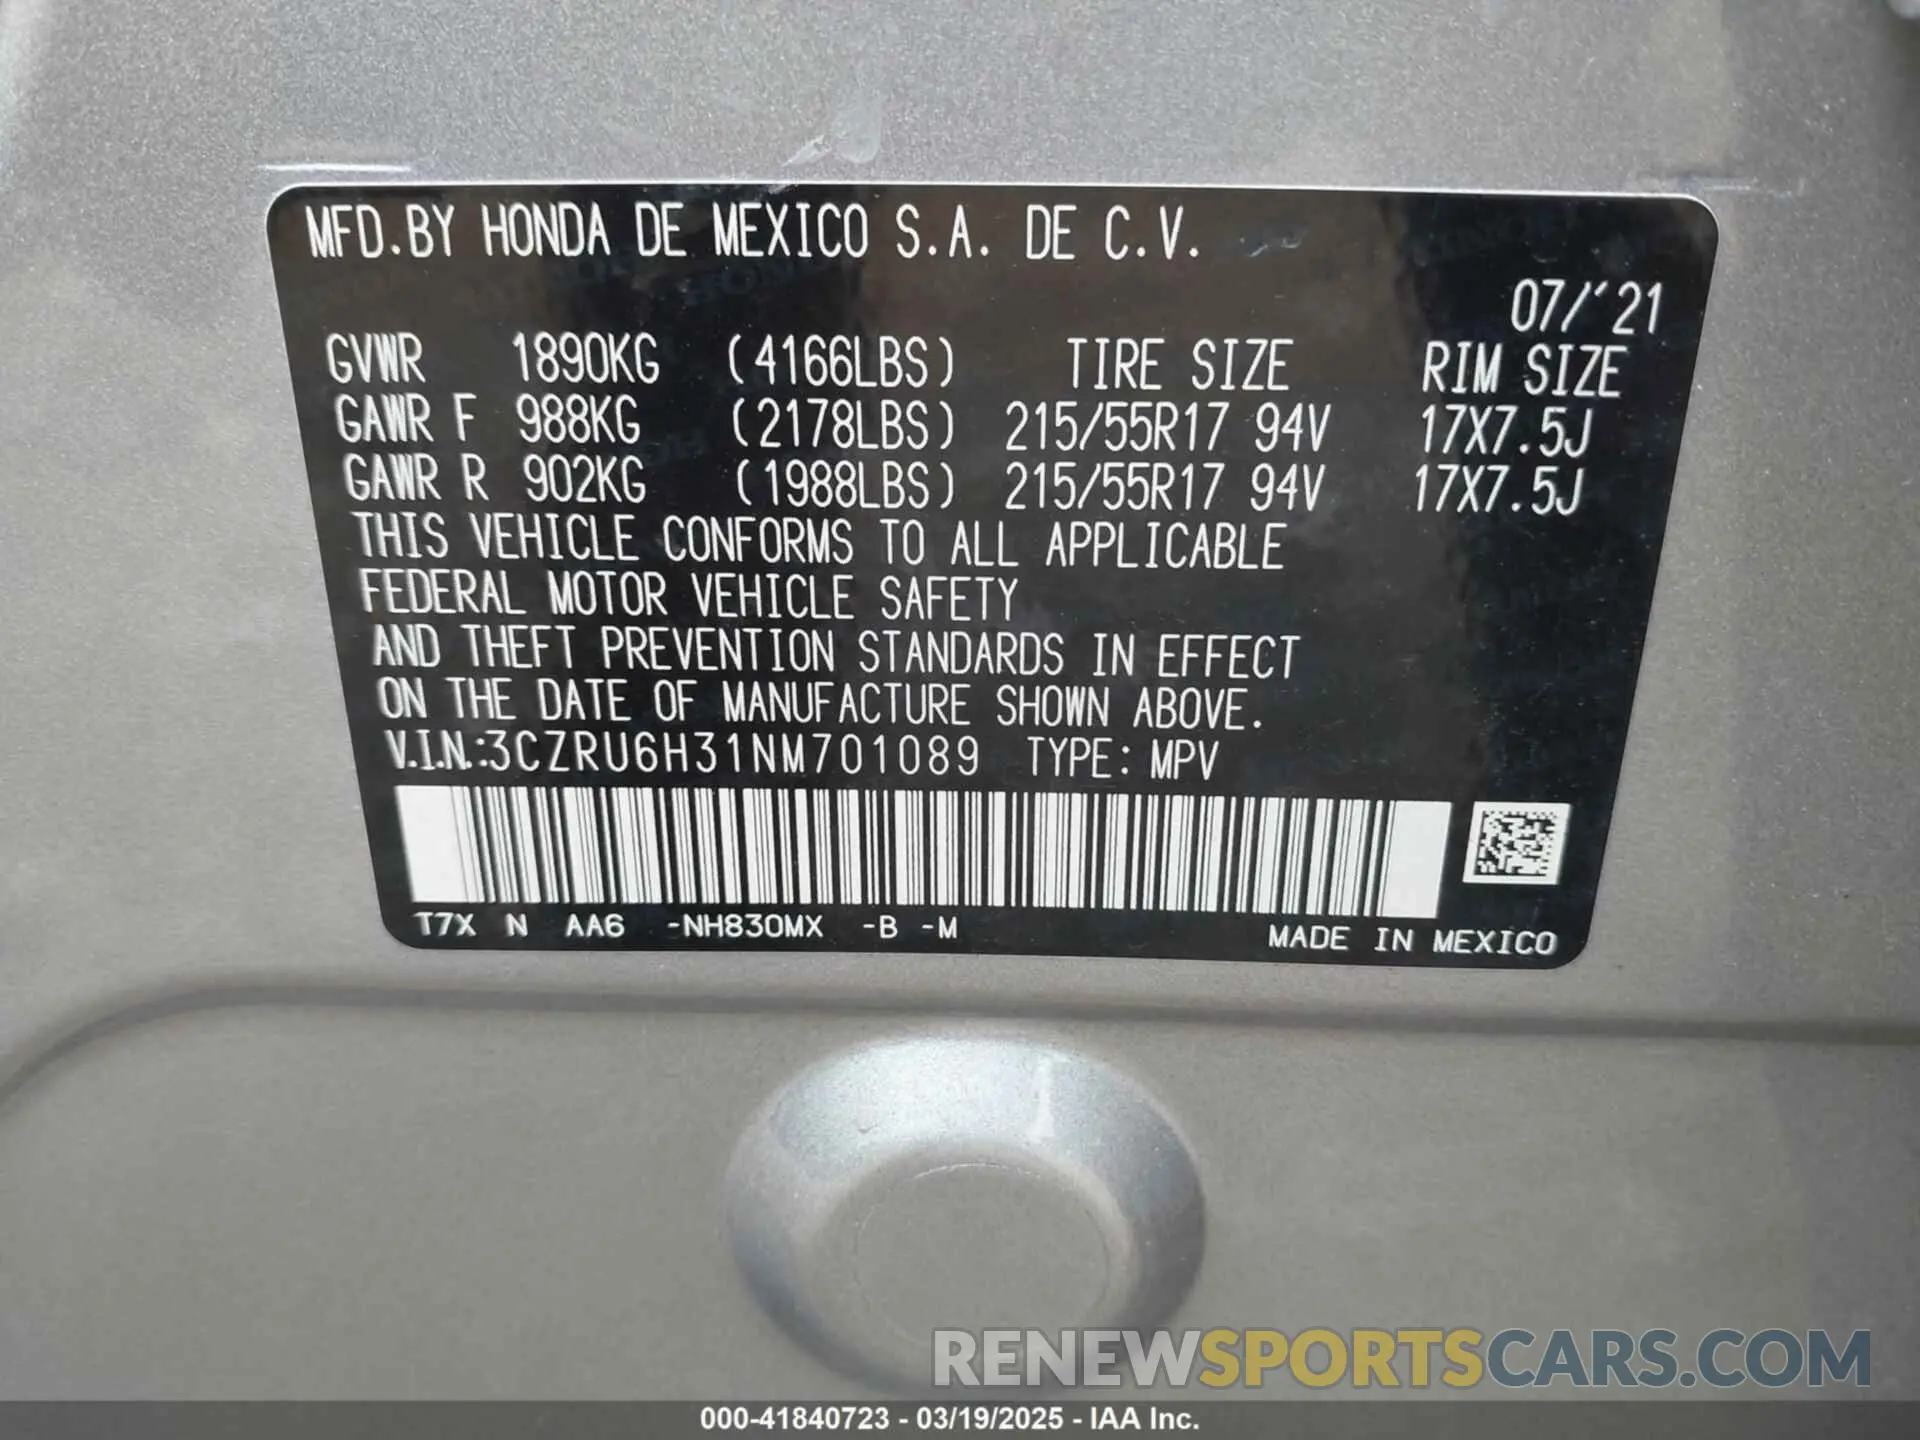 MFD.BY HONDA DE MEXICO S.A. DE C.V.
07/'21
GVWR 1890KG (4166LBS) TIRE SIZE RIM SIZE
GAWR F 988KG (2178LBS) 215/55R17 94V 17X7.5J
GAWR R 902KG (1988LBS) 215/55R17 94V 17X7.5J
THIS VEHICLE CONFORMS TO ALL APPLICABLE
FEDERAL MOTOR VEHICLE SAFETY
AND THEFT PREVENTION STANDARDS IN EFFECT
ON THE DATE OF MANUFACTURE SHOWN ABOVE.
V.I.N.:3CZRU6H31NM701089 TYPE: MPV
T7X N AA6 -NH830MX -B -M MADE IN MEXICO
RENEWSPORTSCARS.COM
000-41840723 - 03/19/2025 - IAA Inc.